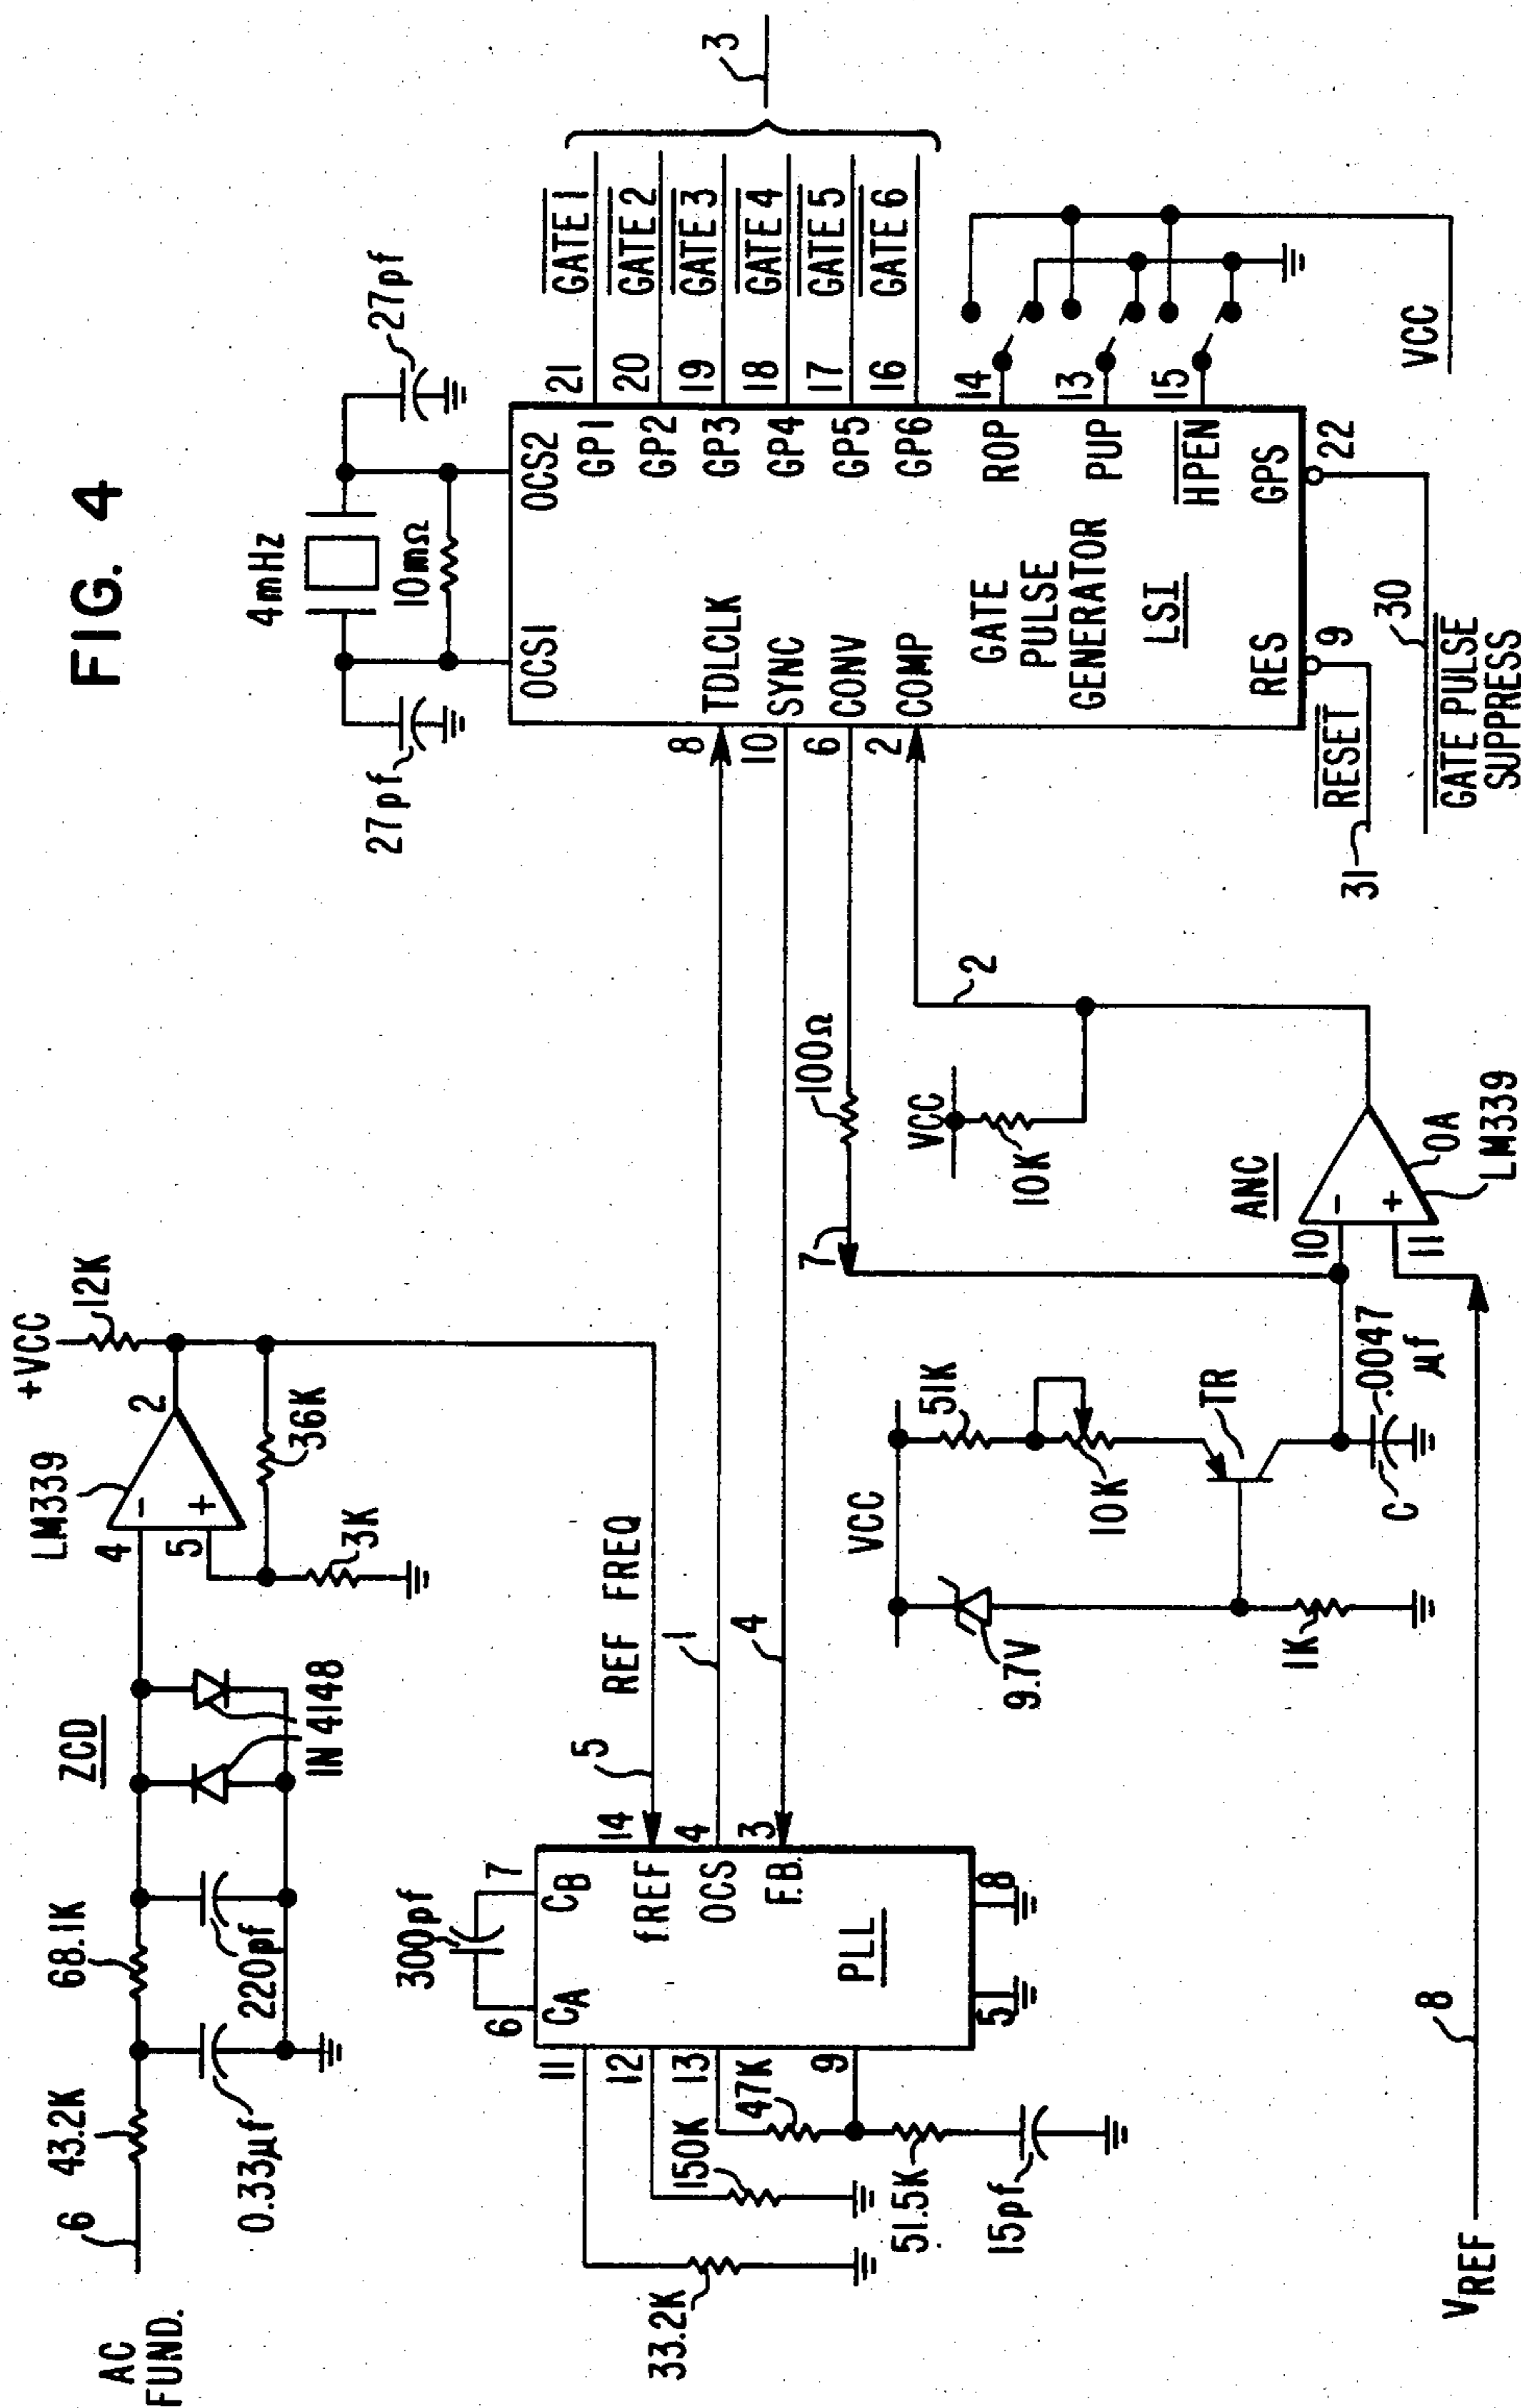 FIG. 4
AC
FUND.
6
43.2K
0.33µf
68.1K
220pf
ZCD
IN 4148
LM339
4
5
-
+
2
+VCC
12K
36K
3K
33.2K
150K
47K
51.5K
15pf
11
12
13
9
6
CA
300pf
7
CB
fREF
OCS
F.B.
PLL
14
4
3
5
8
5
REF FREQ
1
4
4mHz
10mΩ
27pf
27pf
OCS1
OCS2
8
TDLCLK
10
SYNC
6
CONV
2
COMP
GATE
PULSE
GENERATOR
LSI
GP1
21
GATE 1
GP2
20
GATE 2
GP3
19
GATE 3
GP4
18
GATE 4
GP5
17
GATE 5
GP6
16
GATE 6
3
ROP
14
PUP
13
HPEN
15
VCC
RES
9
GPS
22
RESET
31
30
GATE PULSE
SUPPRESS
100Ω
7
VCC
10K
2
ANC
10
11
-
+
OA
LM339
VCC
51K
10K
9.7V
TR
1K
C
.0047
µf
8
VREF